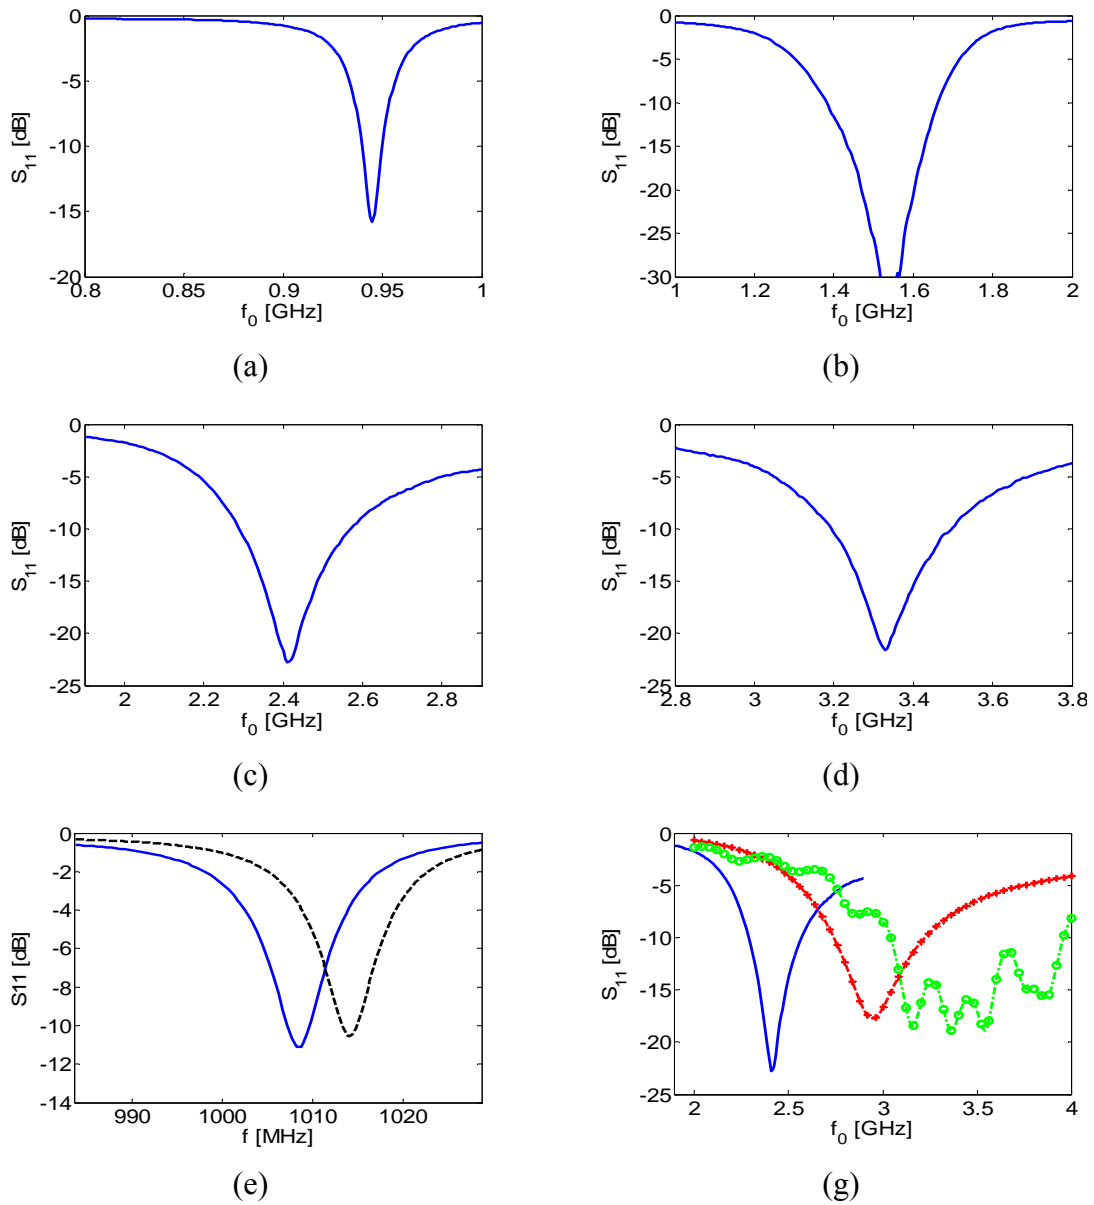 0
-5
-10
-15
-20
S11 [dB]
0.8 0.85 0.9 0.95 1
f0 [GHz]
(a)
0
-5
-10
-15
-20
-25
-30
S11 [dB]
1 1.2 1.4 1.6 1.8 2
f0 [GHz]
(b)
0
-5
-10
-15
-20
-25
S11 [dB]
2 2.2 2.4 2.6 2.8
f0 [GHz]
(c)
0
-5
-10
-15
-20
-25
S11 [dB]
2.8 3 3.2 3.4 3.6 3.8
f0 [GHz]
(d)
0
-2
-4
-6
-8
-10
-12
-14
S11 [dB]
990 1000 1010 1020
f [MHz]
(e)
0
-5
-10
-15
-20
-25
S11 [dB]
2 2.5 3 3.5 4
f0 [GHz]
(g)